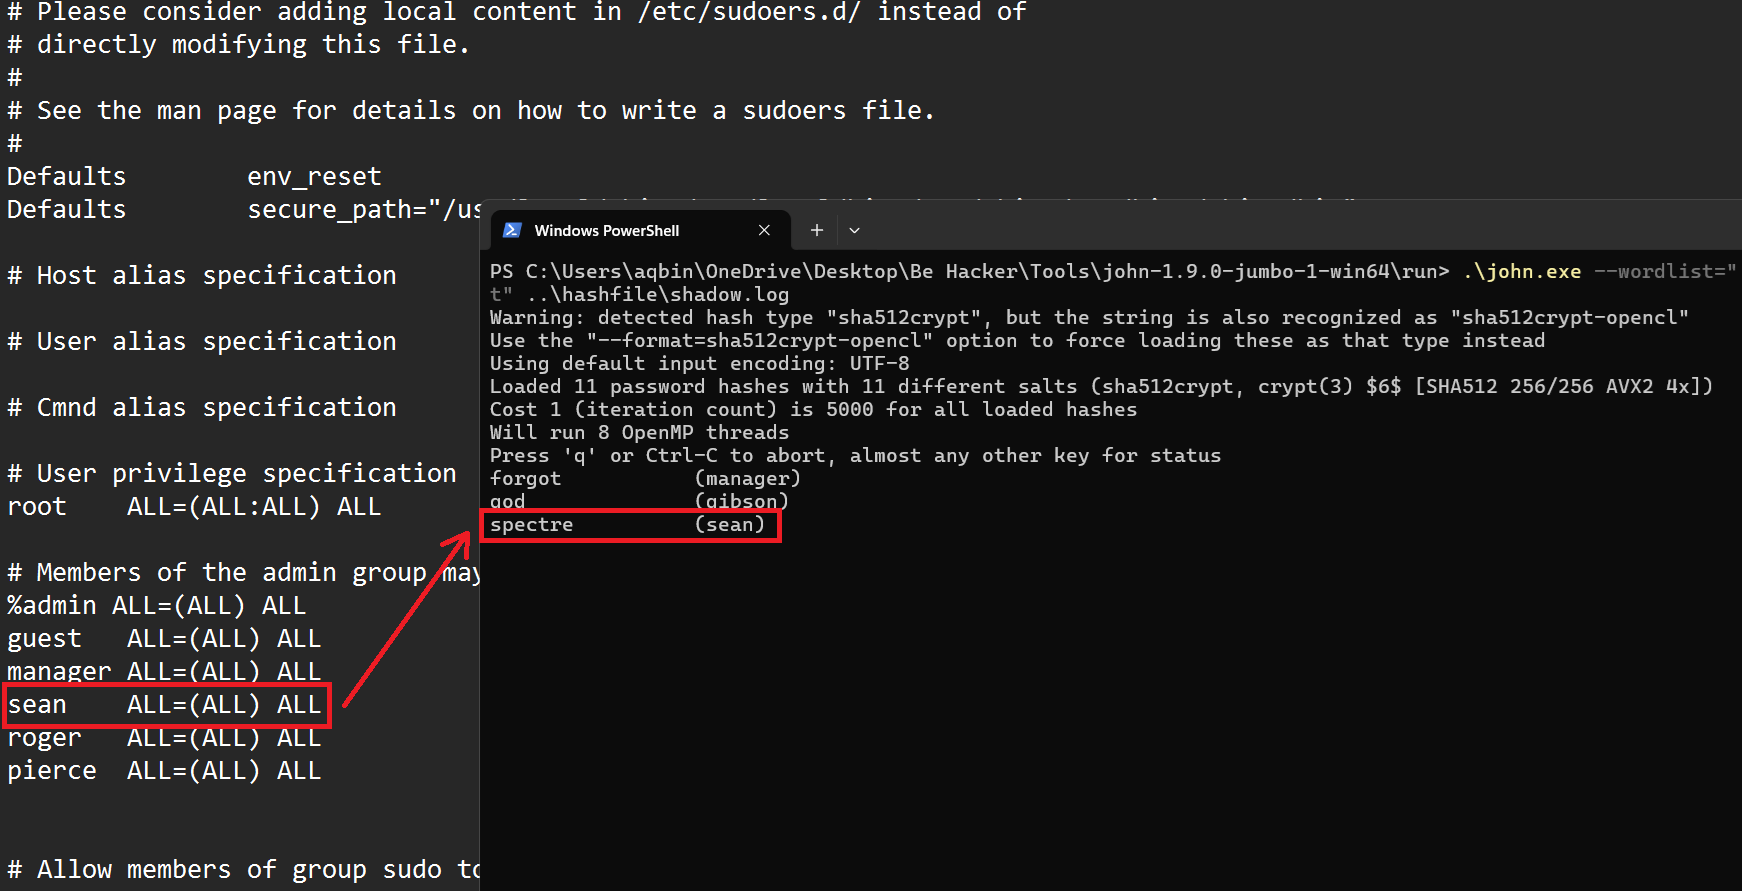 # Please consider adding local content in /etc/sudoers.d/ instead of
# directly modifying this file.
#
# See the man page for details on how to write a sudoers file.
#
Defaults        env_reset
Defaults        secure_path="/us
# Host alias specification
# User alias specification
# Cmnd alias specification
# User privilege specification
root    ALL=(ALL:ALL) ALL
# Members of the admin group may
%admin ALL=(ALL) ALL
guest   ALL=(ALL) ALL
manager ALL=(ALL) ALL
sean    ALL=(ALL) ALL
roger   ALL=(ALL) ALL
pierce  ALL=(ALL) ALL
# Allow members of group sudo to
Windows PowerShell
PS C:\Users\aqbin\OneDrive\Desktop\Be Hacker\Tools\john-1.9.0-jumbo-1-win64\run> .\john.exe --wordlist="
t" ..\hashfile\shadow.log
Warning: detected hash type "sha512crypt", but the string is also recognized as "sha512crypt-opencl"
Use the "--format=sha512crypt-opencl" option to force loading these as that type instead
Using default input encoding: UTF-8
Loaded 11 password hashes with 11 different salts (sha512crypt, crypt(3) $6$ [SHA512 256/256 AVX2 4x])
Cost 1 (iteration count) is 5000 for all loaded hashes
Will run 8 OpenMP threads
Press 'q' or Ctrl-C to abort, almost any other key for status
forgot           (manager)
god              (gibson)
spectre          (sean)